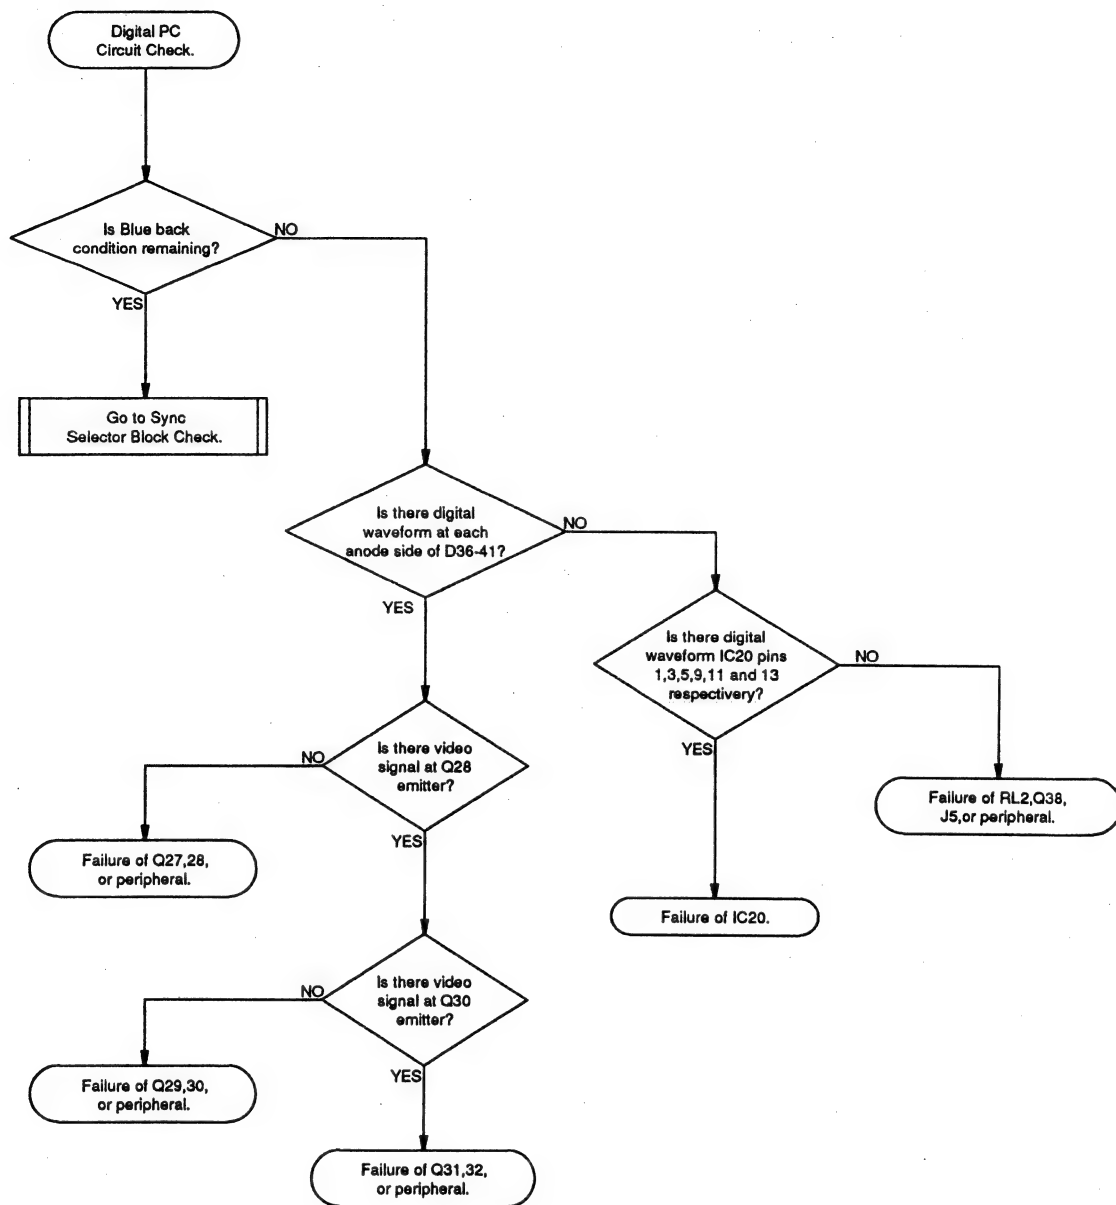 Digital PC
Circuit Check.
Is Blue back
condition remaining?
NO
YES
Go to Sync
Selector Block Check.
Is there digital
waveform at each
anode side of D36-41?
NO
YES
Is there digital
waveform IC20 pins
1,3,5,9,11 and 13
respectivery?
NO
YES
Failure of RL2,Q38,
J5,or peripheral.
Failure of IC20.
Is there video
signal at Q28
emitter?
NO
YES
Failure of Q27,28,
or peripheral.
Is there video
signal at Q30
emitter?
NO
YES
Failure of Q29,30,
or peripheral.
Failure of Q31,32,
or peripheral.